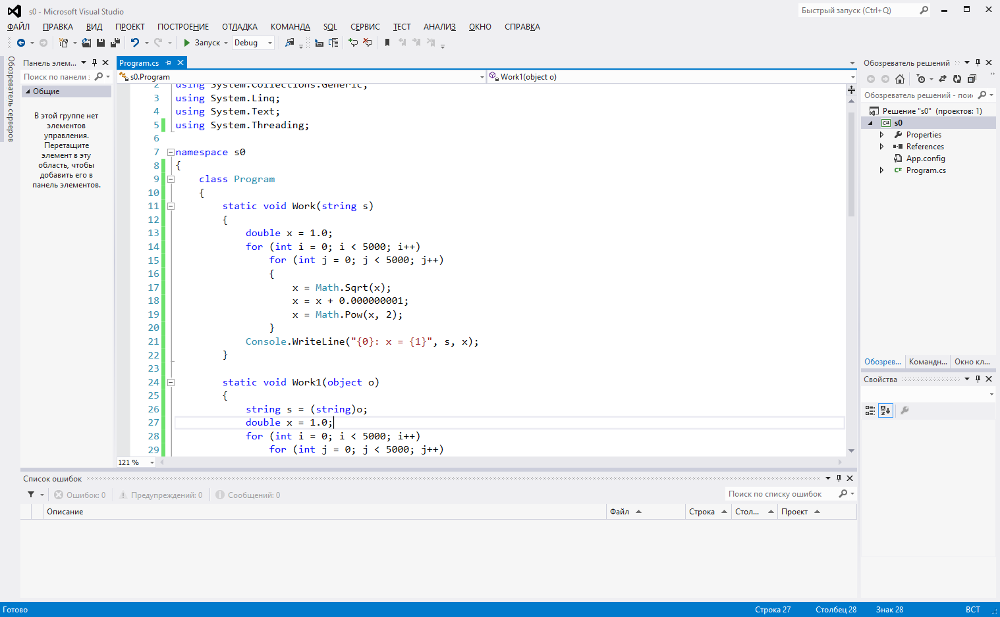 s0 - Microsoft Visual Studio
Быстрый запуск (Ctrl+Q)
ФАЙЛ ПРАВКА ВИД ПРОЕКТ ПОСТРОЕНИЕ ОТЛАДКА КОМАНДА SQL СЕРВИС ТЕСТ АНАЛИЗ ОКНО СПРАВКА
Запуск Debug
Обозреватель серверов
Панель элем...
Поиск по панели :
Общие
В этой группе нет
элементов
управления.
Перетащите
элемент в эту
область, чтобы
добавить его в
панель элементов.
Program.cs
s0.Program
Work1(object o)
2 using System.Collections.Generic;
3 using System.Linq;
4 using System.Text;
5 using System.Threading;
6
7 namespace s0
8 {
9 class Program
10 {
11 static void Work(string s)
12 {
13 double x = 1.0;
14 for (int i = 0; i < 5000; i++)
15 for (int j = 0; j < 5000; j++)
16 {
17 x = Math.Sqrt(x);
18 x = x + 0.000000001;
19 x = Math.Pow(x, 2);
20 }
21 Console.WriteLine("{0}: x = {1}", s, x);
22 }
23
24 static void Work1(object o)
25 {
26 string s = (string)o;
27 double x = 1.0;
28 for (int i = 0; i < 5000; i++)
29 for (int j = 0; j < 5000; j++)
121 %
Обозреватель решений
Обозреватель решений - пои
Решение "s0" (проектов: 1)
C# s0
Properties
References
App.config
C# Program.cs
Обозрев... Командн... Окно кл...
Свойства
Список ошибок
Ошибок: 0 Предупреждений: 0 Сообщений: 0
Поиск по списку ошибок
Описание Файл Строка Стол... Проект
Готово Строка 27 Столбец 28 Знак 28 ВСТ